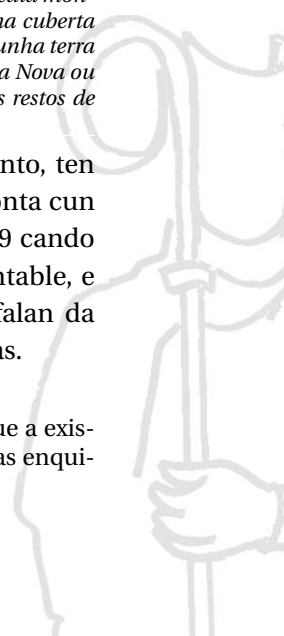 na cuberta
unha terra
a Nova ou
s restos de
nto, ten
onta cun
9 cando
ntable, e
falan da
as.
ue a exis-
as enqui-